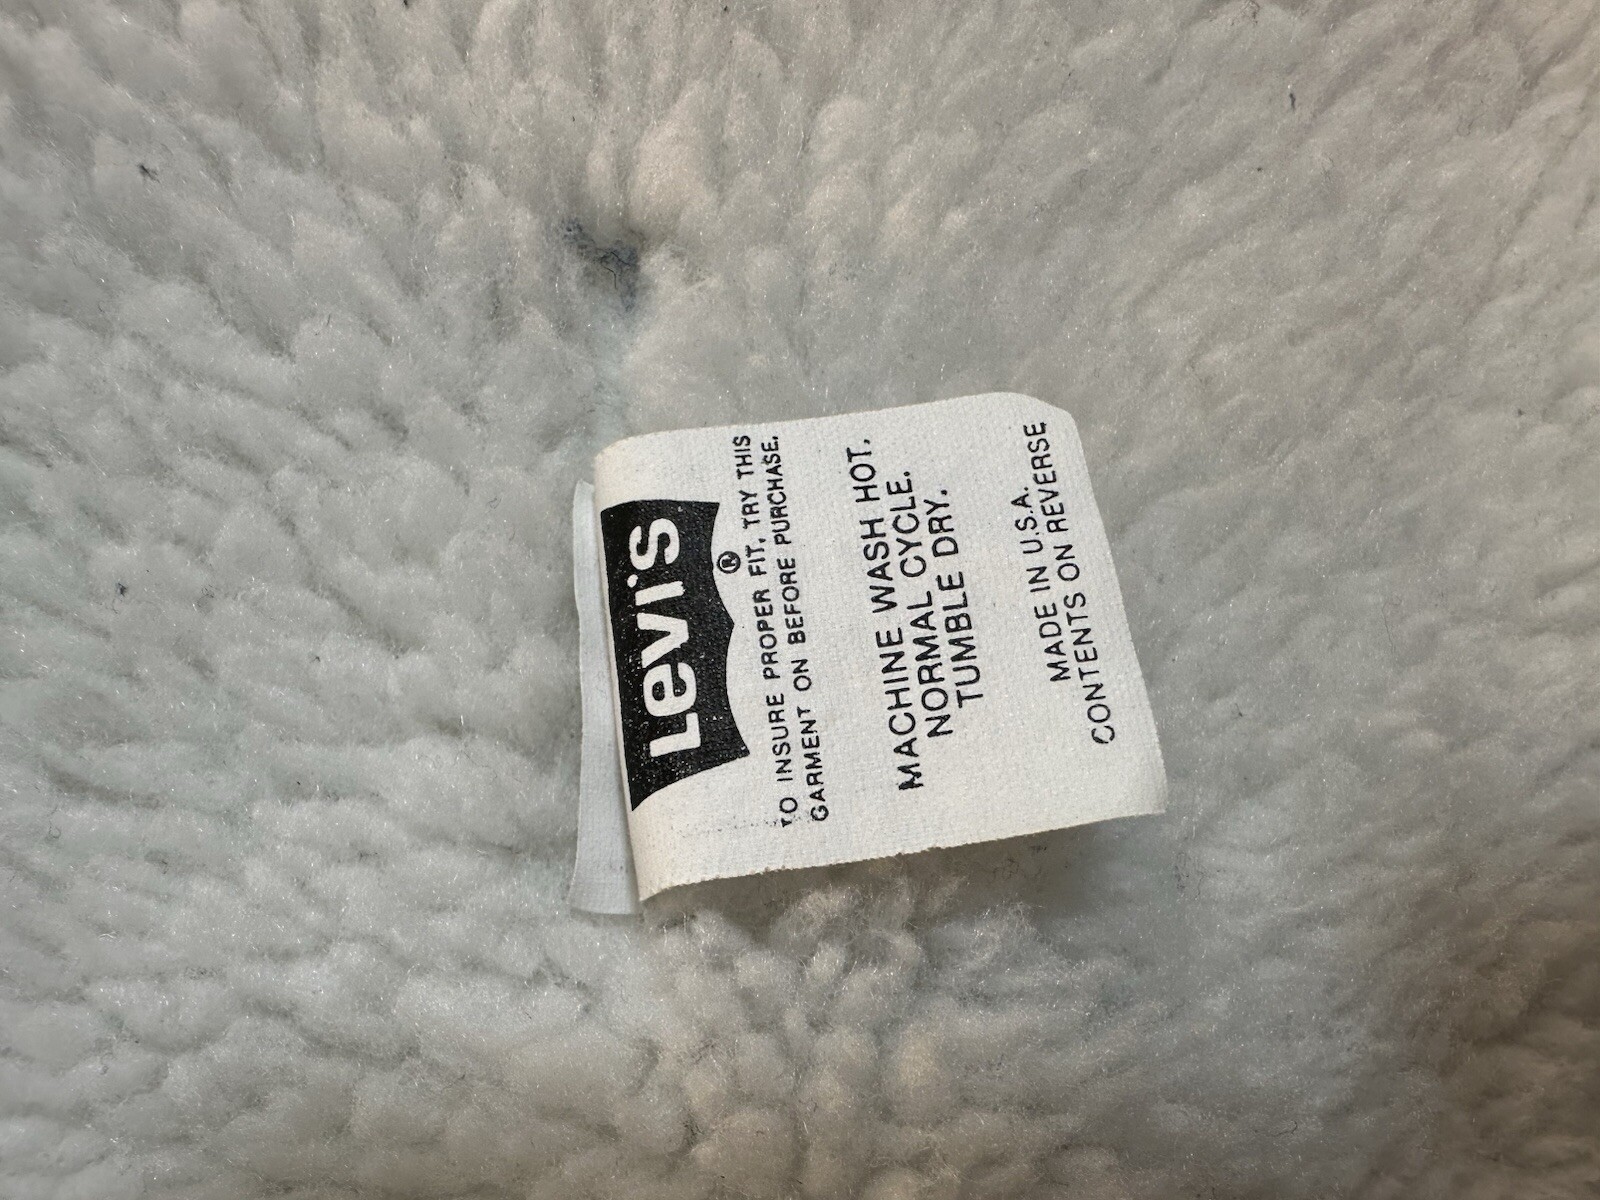 Levi's
®
TO INSURE PROPER FIT, TRY THIS
GARMENT ON BEFORE PURCHASE.
MACHINE WASH HOT,
NORMAL CYCLE.
TUMBLE DRY.
MADE IN U.S.A.
CONTENTS ON REVERSE